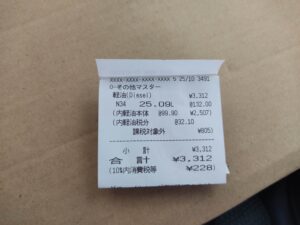 XXXX-XXXX-XXXX-XXXX 5 25/10 3491
0-その他マスター
軽油(Diesel) ¥3,312
N34 25.09L @132.00
(内軽油本体 @99.90 ¥2,507)
(内軽油税分 @32.10
課税対象外 ¥805)
小 計 ¥3,312
合 計 ¥3,312
(10%内消費税等 ¥228)